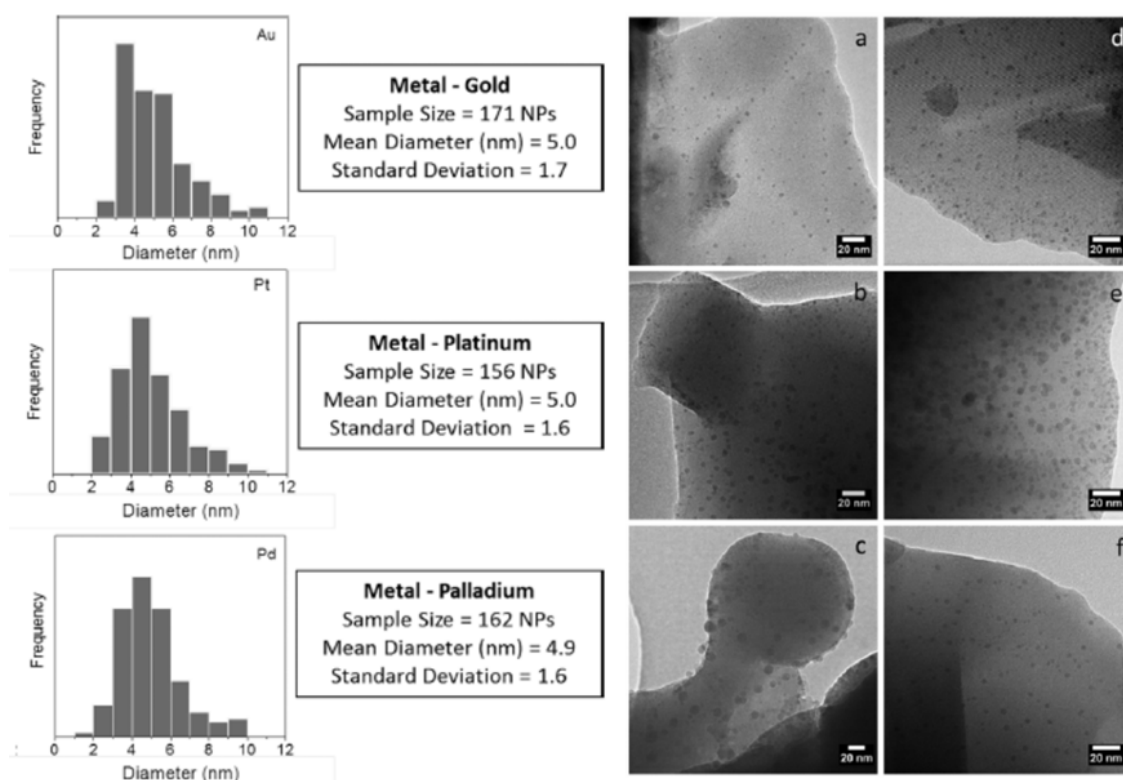 Au
Frequency
0 2 4 6 8 10 12
Diameter (nm)
Metal - Gold
Sample Size = 171 NPs
Mean Diameter (nm) = 5.0
Standard Deviation = 1.7
Pt
Frequency
0 2 4 6 8 10 12
Diameter (nm)
Metal - Platinum
Sample Size = 156 NPs
Mean Diameter (nm) = 5.0
Standard Deviation = 1.6
Pd
Frequency
0 2 4 6 8 10 12
Diameter (nm)
Metal - Palladium
Sample Size = 162 NPs
Mean Diameter (nm) = 4.9
Standard Deviation = 1.6
a
20 nm
d
20 nm
b
20 nm
e
20 nm
c
20 nm
f
20 nm